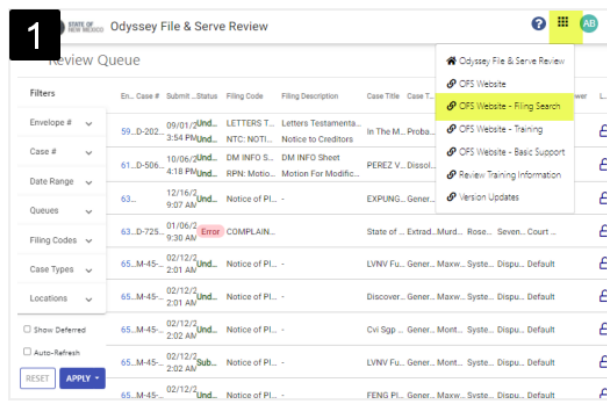 1
STATE OF
NEW MEXICO
Odyssey File & Serve Review
AB
Review Queue
Odyssey File & Serve Review
OFS Website
OFS Website - Filing Search
OFS Website - Training
OFS Website - Basic Support
Review Training Information
Version Updates
Filters
Envelope #
Case #
Date Range
Queues
Filing Codes
Case Types
Locations
Show Deferred
Auto-Refresh
RESET
APPLY
En... Case # Submit ...Status Filing Code Filing Description Case Title Case T... wer L...
59...D-202... 09/01/2 Und... LETTERS T... Letters Testamenta... In The M... Proba...
3:54 PM Und... NTC: NOTI... Notice to Creditors
61...D-506... 10/06/2 Und... DM INFO S... DM INFO Sheet PEREZ V... Dissol...
4:18 PM Und... RPN: Motio... Motion For Modific...
63... 12/16/2 Und... Notice of Pl... - EXPUNG... Gener...
9:07 AM
63...D-725... 01/06/2 Error COMPLAIN... State of ... Extrad... Murd... Rose... Seven... Court ...
9:30 AM
65...M-45-... 02/12/2 Und... Notice of Pl... - LVNV Fu... Gener... Maxw... Syste... Dispu... Default
2:01 AM
65...M-45-... 02/12/2 Und... Notice of Pl... - Discover... Gener... Maxw... Syste... Dispu... Default
2:01 AM
65...M-45-... 02/12/2 Und... Notice of Pl... - Cvi Sgp ... Gener... Mont... Syste... Dispu... Default
2:02 AM
65...M-45-... 02/12/2 Sub... Notice of Pl... - LVNV Fu... Gener... Mont... Syste... Dispu... Default
2:02 AM
65...M-45-... 02/12/2 Und... Notice of Pl... - FENG Pl... Gener... Maxw... Syste... Dispu... Default